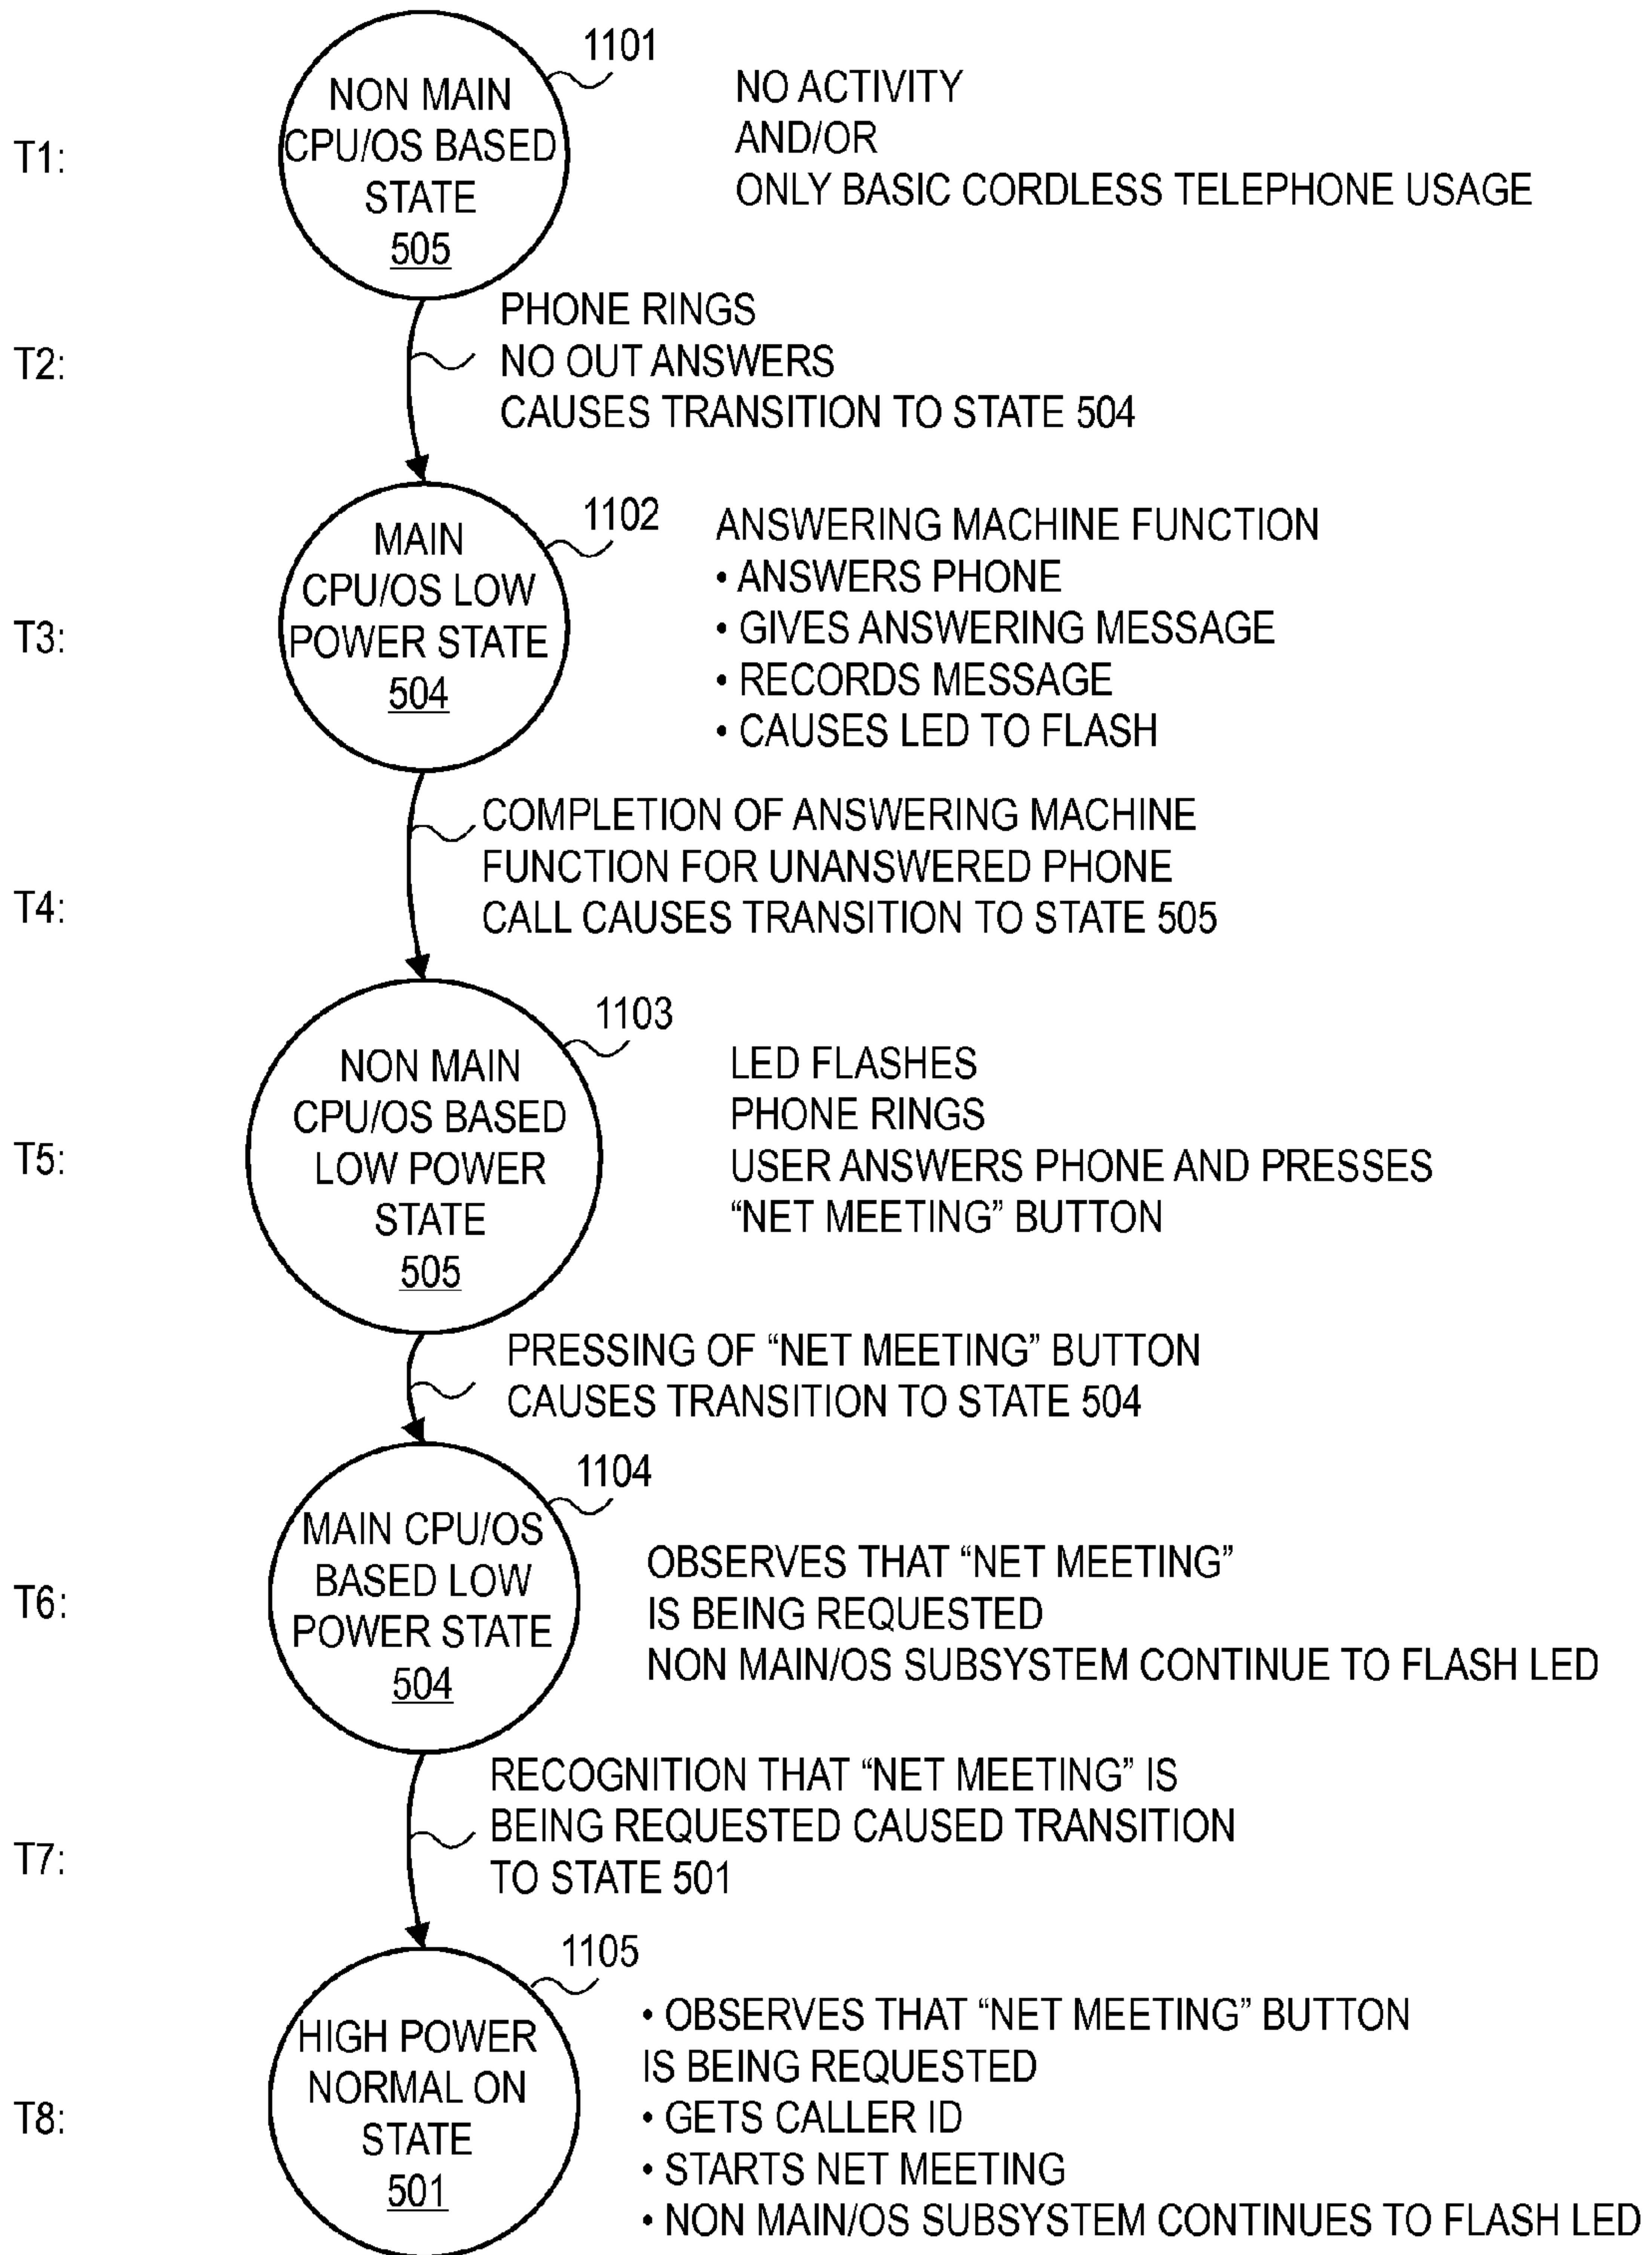 1101
NON MAIN
CPU/OS BASED
STATE
505
T1:
NO ACTIVITY
AND/OR
ONLY BASIC CORDLESS TELEPHONE USAGE
T2:
PHONE RINGS
NO OUT ANSWERS
CAUSES TRANSITION TO STATE 504
1102
MAIN
CPU/OS LOW
POWER STATE
504
T3:
ANSWERING MACHINE FUNCTION
• ANSWERS PHONE
• GIVES ANSWERING MESSAGE
• RECORDS MESSAGE
• CAUSES LED TO FLASH
T4:
COMPLETION OF ANSWERING MACHINE
FUNCTION FOR UNANSWERED PHONE
CALL CAUSES TRANSITION TO STATE 505
1103
NON MAIN
CPU/OS BASED
LOW POWER
STATE
505
T5:
LED FLASHES
PHONE RINGS
USER ANSWERS PHONE AND PRESSES
“NET MEETING” BUTTON
PRESSING OF “NET MEETING” BUTTON
CAUSES TRANSITION TO STATE 504
1104
MAIN CPU/OS
BASED LOW
POWER STATE
504
T6:
OBSERVES THAT “NET MEETING”
IS BEING REQUESTED
NON MAIN/OS SUBSYSTEM CONTINUE TO FLASH LED
T7:
RECOGNITION THAT “NET MEETING” IS
BEING REQUESTED CAUSED TRANSITION
TO STATE 501
1105
HIGH POWER
NORMAL ON
STATE
501
T8:
• OBSERVES THAT “NET MEETING” BUTTON
IS BEING REQUESTED
• GETS CALLER ID
• STARTS NET MEETING
• NON MAIN/OS SUBSYSTEM CONTINUES TO FLASH LED